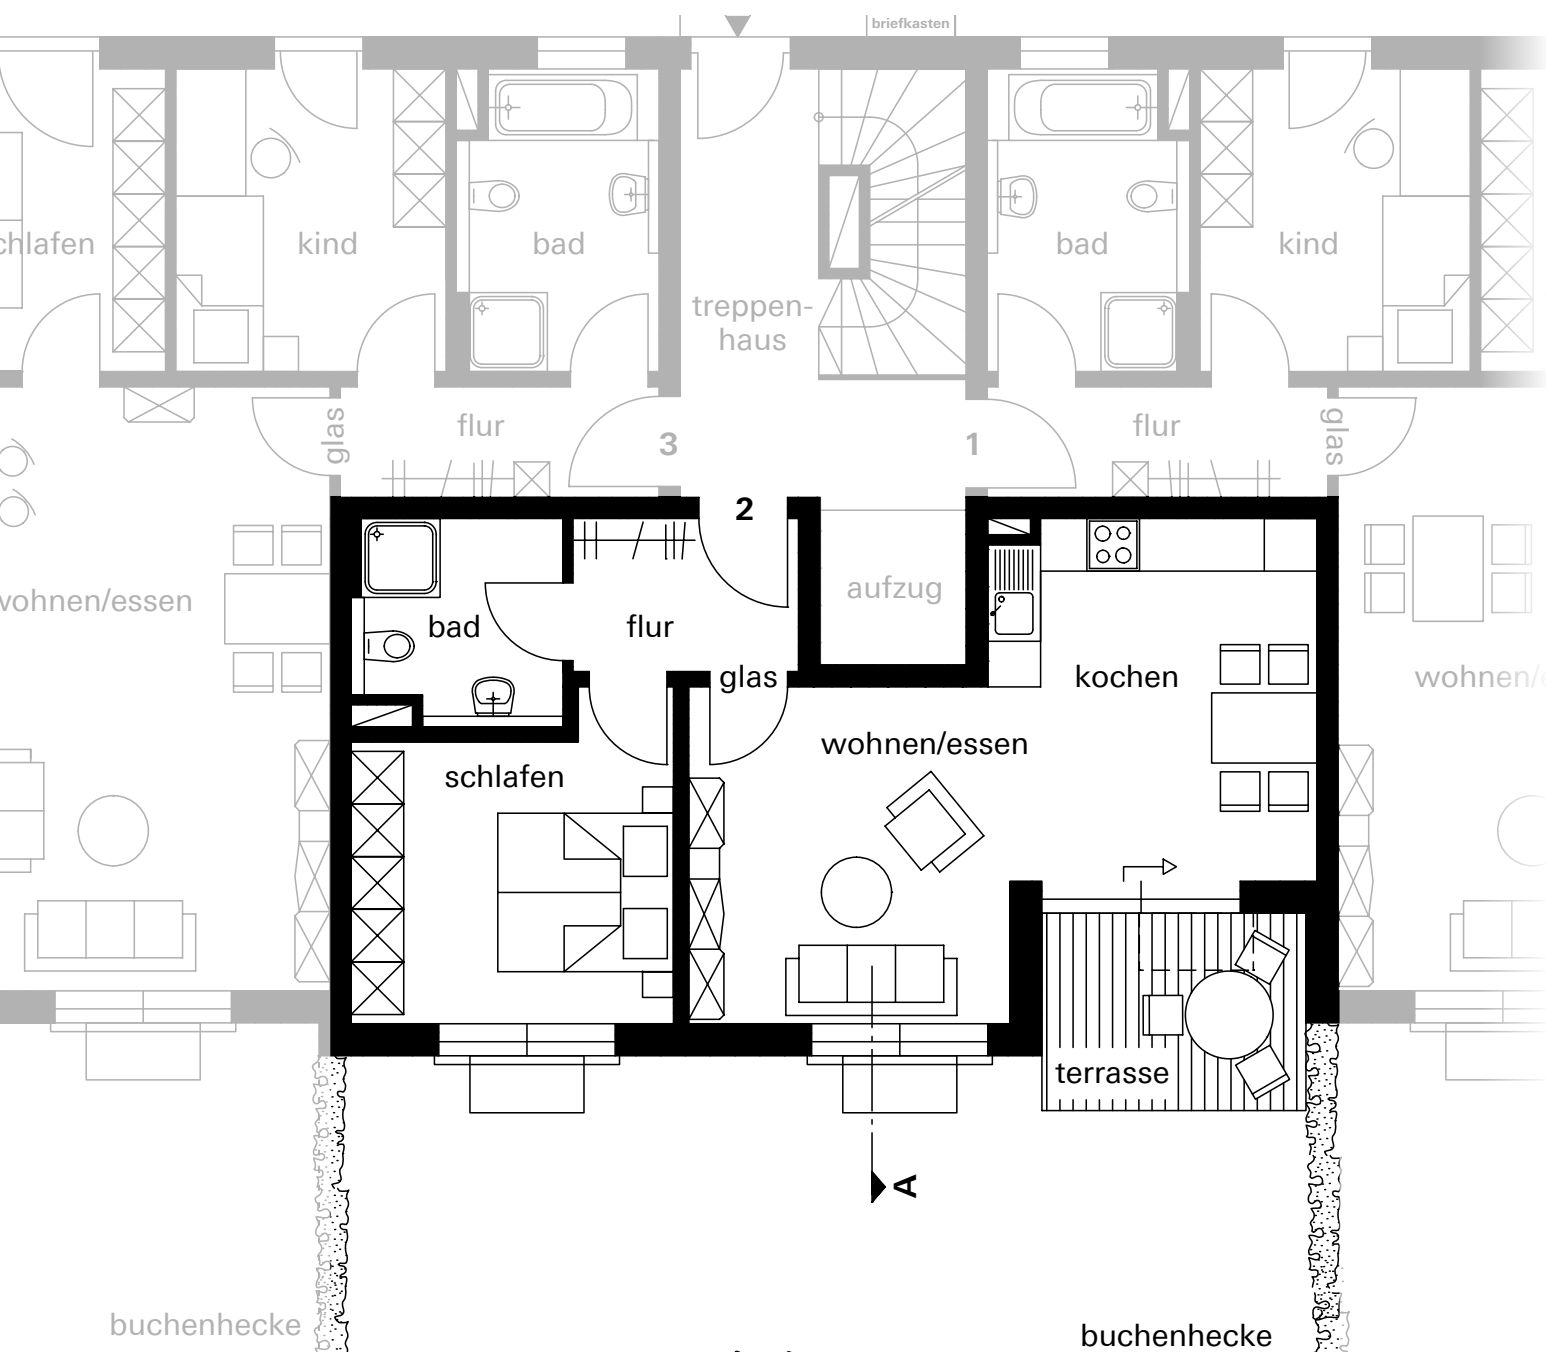 briefkasten
chlafen
kind
bad
treppen-
haus
bad
kind
glas
flur
3
1
flur
glas
2
wohnen/essen
bad
flur
aufzug
glas
kochen
wohnen/
schlafen
wohnen/essen
terrasse
A
buchenhecke
buchenhecke